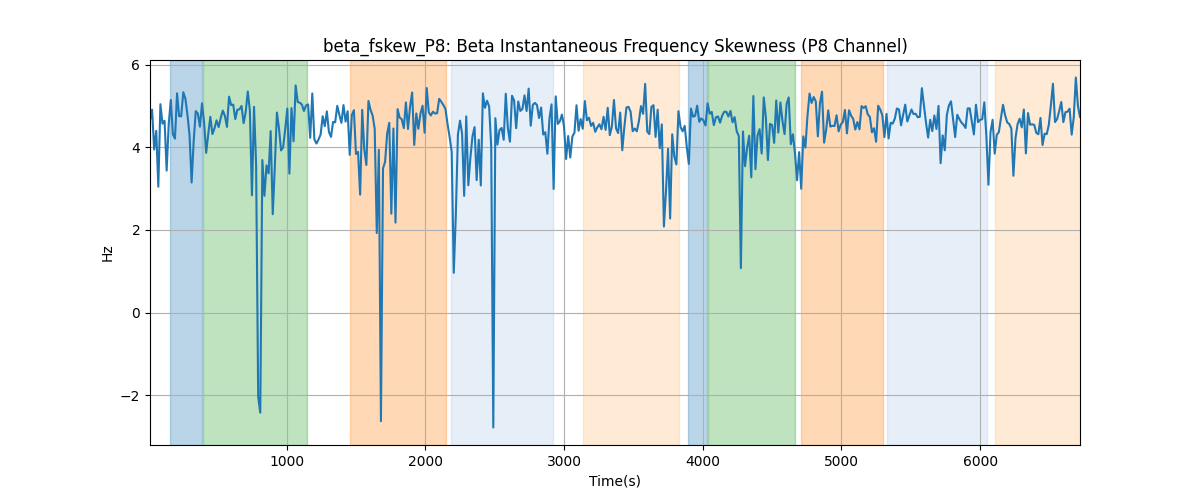 beta_fskew_P8: Beta Instantaneous Frequency Skewness (P8 Channel)
6
4
2
0
−2
Hz
1000 2000 3000 4000 5000 6000
Time(s)